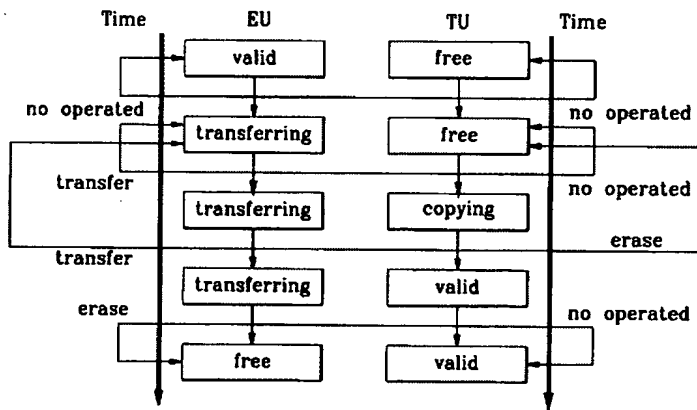 Time EU TU Time
valid free
no operated no operated
transferring free
transfer no operated
transferring copying
erase
transfer
transferring valid
erase no operated
free valid